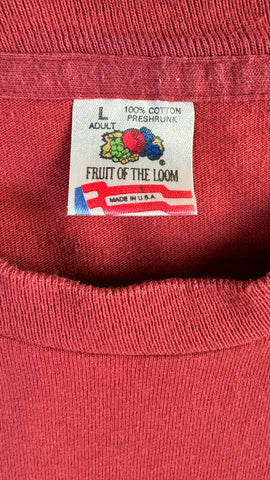 L
ADULT
100% COTTON
PRESHRUNK
FRUIT OF THE LOOM
®
MADE IN U.S.A.